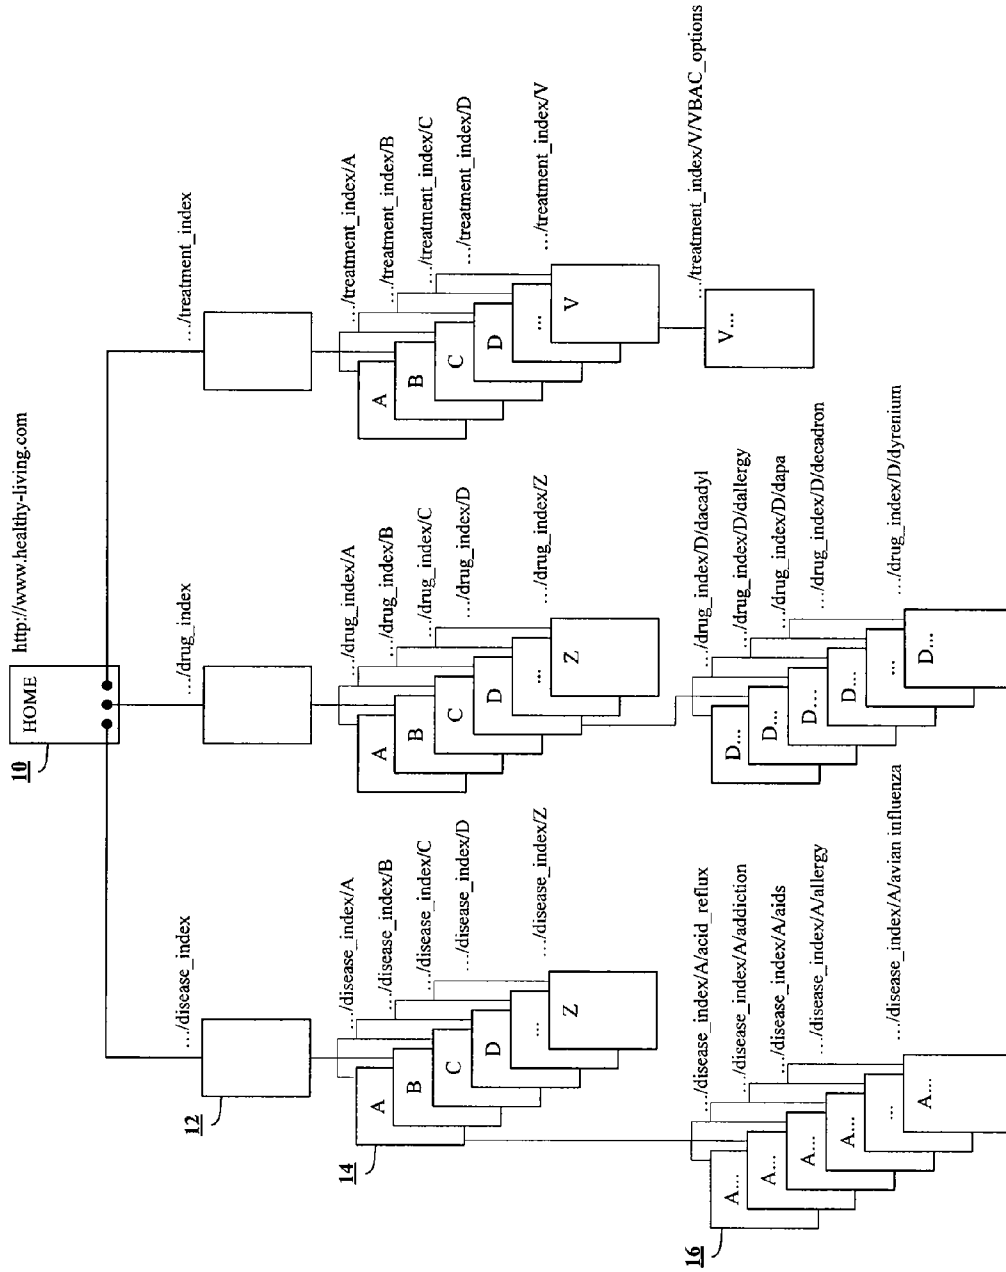 http://www.healthy-living.com
10
HOME
.../disease_index
.../drug_index
.../treatment_index
12
14
A
B
C
D
...
Z
.../disease_index/A
.../disease_index/B
.../disease_index/C
.../disease_index/D
.../disease_index/Z
A
B
C
D
...
Z
.../drug_index/A
.../drug_index/B
.../drug_index/C
.../drug_index/D
.../drug_index/Z
A
B
C
D
...
V
.../treatment_index/A
.../treatment_index/B
.../treatment_index/C
.../treatment_index/D
.../treatment_index/V
16
A...
A...
A...
A...
...
A...
.../disease_index/A/acid_reflux
.../disease_index/A/addiction
.../disease_index/A/aids
.../disease_index/A/allergy
.../disease_index/A/avian influenza
D...
D...
D...
D...
...
D...
.../drug_index/D/dacadyl
.../drug_index/D/dallergy
.../drug_index/D/dapa
.../drug_index/D/decadron
.../drug_index/D/dyrenium
V...
.../treatment_index/V/VBAC_options